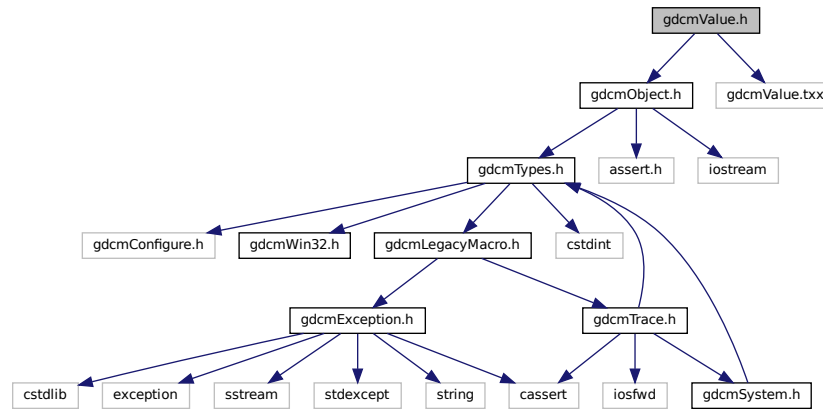 gdcmValue.h
gdcmObject.h
gdcmValue.txx
gdcmTypes.h
assert.h
iostream
gdcmConfigure.h
gdcmWin32.h
gdcmLegacyMacro.h
cstdint
gdcmException.h
gdcmTrace.h
cstdlib
exception
sstream
stdexcept
string
cassert
iosfwd
gdcmSystem.h